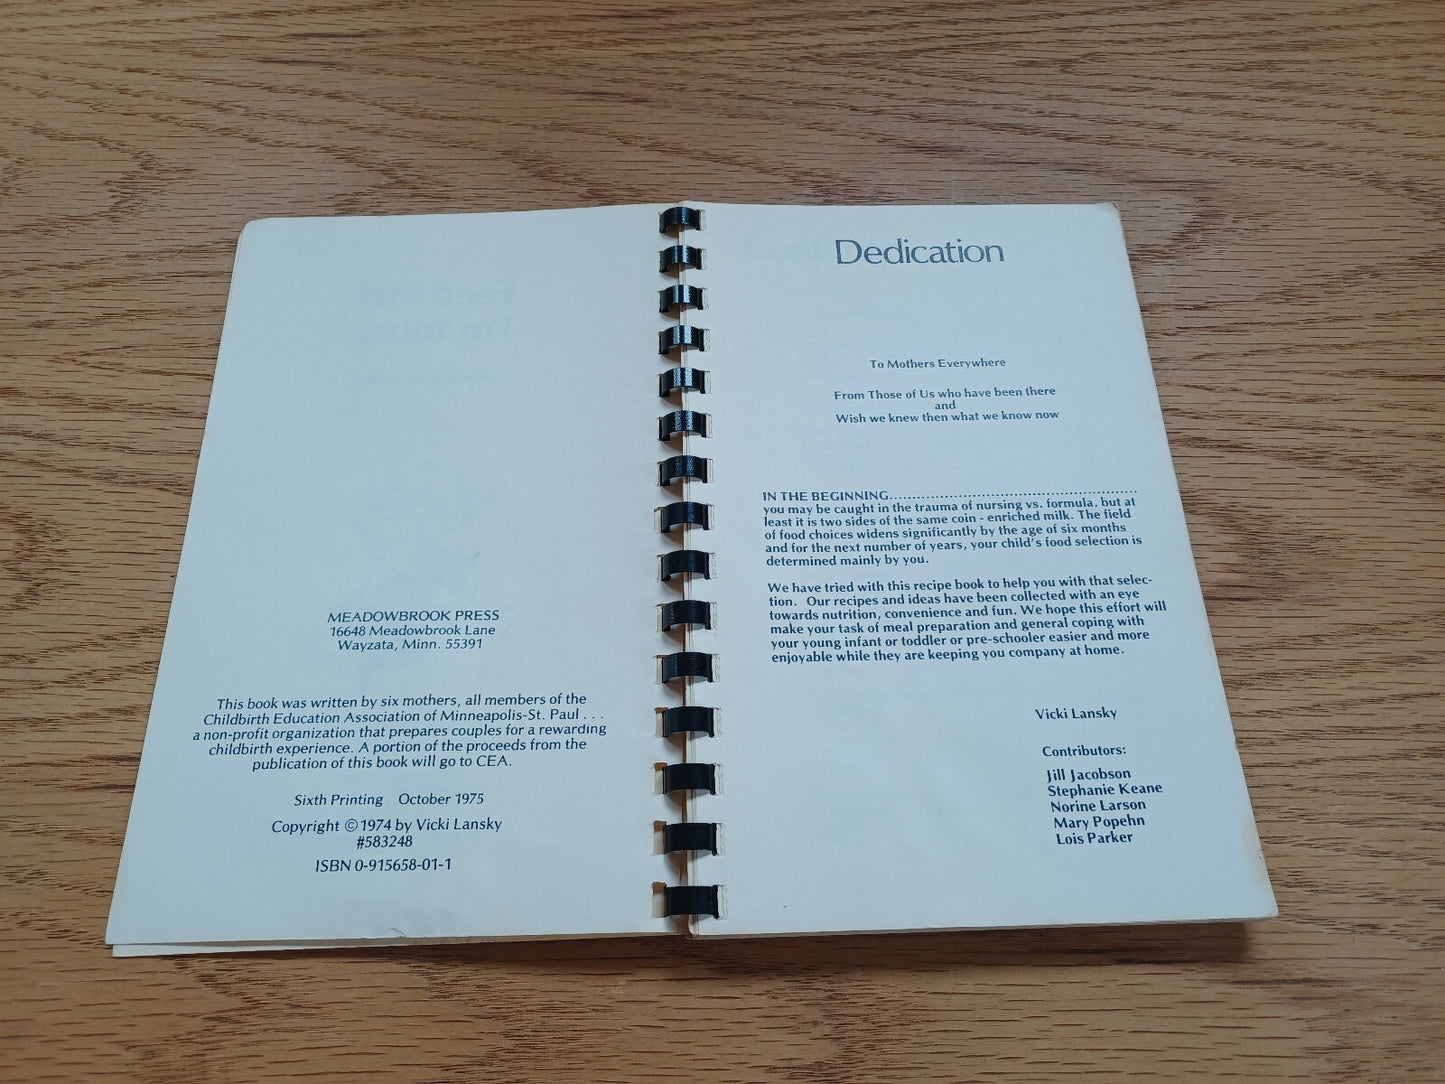 Feed Me!
I'm Yours
MEADOWBROOK PRESS
16648 Meadowbrook Lane
Wayzata, Minn. 55391
This book was written by six mothers, all members of the
Childbirth Education Association of Minneapolis-St. Paul . . .
a non-profit organization that prepares couples for a rewarding
childbirth experience. A portion of the proceeds from the
publication of this book will go to CEA.
Sixth Printing October 1975
Copyright © 1974 by Vicki Lansky
#583248
ISBN 0-915658-01-1
Dedication
To Mothers Everywhere
From Those of Us who have been there
and
Wish we knew then what we know now
IN THE BEGINNING......................................................
you may be caught in the trauma of nursing vs. formula, but at
least it is two sides of the same coin - enriched milk. The field
of food choices widens significantly by the age of six months
and for the next number of years, your child's food selection is
determined mainly by you.
We have tried with this recipe book to help you with that selec-
tion. Our recipes and ideas have been collected with an eye
towards nutrition, convenience and fun. We hope this effort will
make your task of meal preparation and general coping with
your young infant or toddler or pre-schooler easier and more
enjoyable while they are keeping you company at home.
Vicki Lansky
Contributors:
Jill Jacobson
Stephanie Keane
Norine Larson
Mary Popehn
Lois Parker